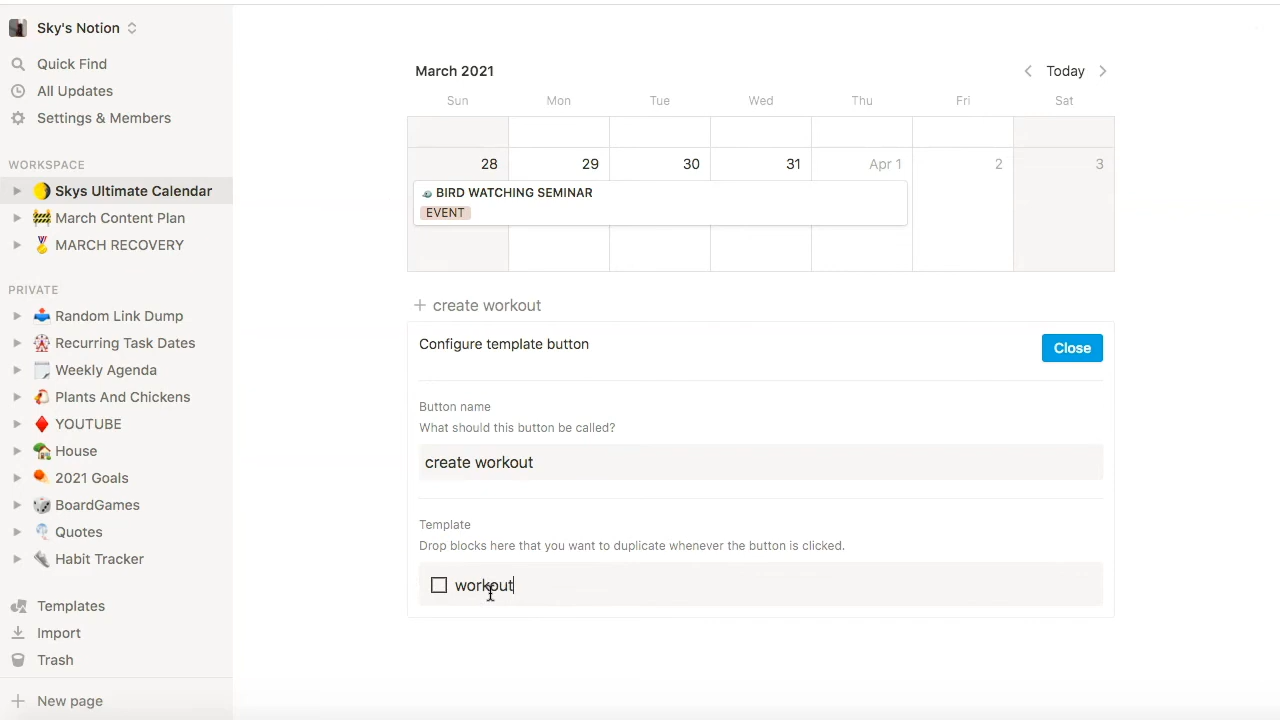 Sky's Notion
Quick Find
All Updates
Settings & Members
WORKSPACE
Skys Ultimate Calendar
March Content Plan
MARCH RECOVERY
PRIVATE
Random Link Dump
Recurring Task Dates
Weekly Agenda
Plants And Chickens
YOUTUBE
House
2021 Goals
BoardGames
Quotes
Habit Tracker
Templates
Import
Trash
New page
March 2021
Today
Sun Mon Tue Wed Thu Fri Sat
28 29 30 31 Apr 1 2 3
BIRD WATCHING SEMINAR
EVENT
create workout
Configure template button
Close
Button name
What should this button be called?
create workout
Template
Drop blocks here that you want to duplicate whenever the button is clicked.
workout